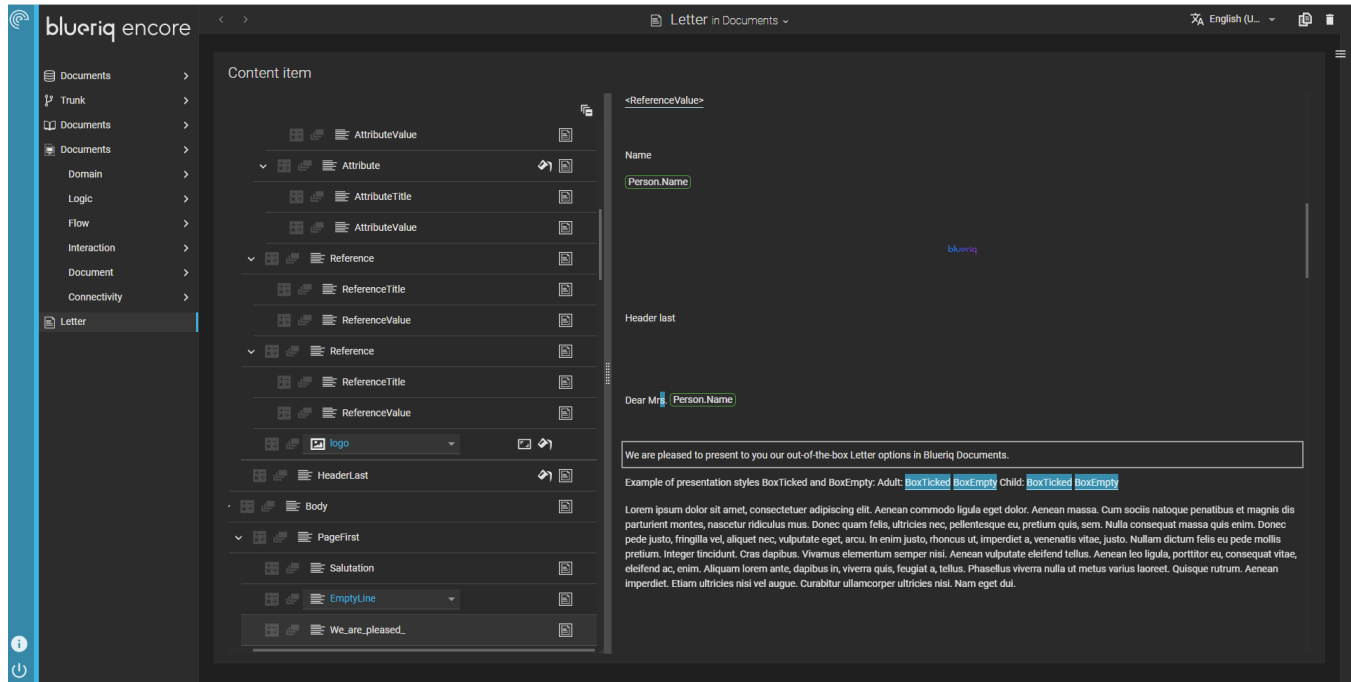 blueriq encore
Letter in Documents
English (U...
Documents
Trunk
Documents
Documents
Domain
Logic
Flow
Interaction
Document
Connectivity
Letter
Content item
AttributeValue
Attribute
AttributeTitle
AttributeValue
Reference
ReferenceTitle
ReferenceValue
Reference
ReferenceTitle
ReferenceValue
logo
HeaderLast
Body
PageFirst
Salutation
EmptyLine
We_are_pleased_
<ReferenceValue>
Name
Person.Name
blueriq
Header last
Dear Mrs. Person.Name
We are pleased to present to you our out-of-the-box Letter options in Blueriq Documents.
Example of presentation styles BoxTicked and BoxEmpty: Adult: BoxTicked BoxEmpty Child: BoxTicked BoxEmpty
Lorem ipsum dolor sit amet, consectetuer adipiscing elit. Aenean commodo ligula eget dolor. Aenean massa. Cum sociis natoque penatibus et magnis dis
parturient montes, nascetur ridiculus mus. Donec quam felis, ultricies nec, pellentesque eu, pretium quis, sem. Nulla consequat massa quis enim. Donec
pede justo, fringilla vel, aliquet nec, vulputate eget, arcu. In enim justo, rhoncus ut, imperdiet a, venenatis vitae, justo. Nullam dictum felis eu pede mollis
pretium. Integer tincidunt. Cras dapibus. Vivamus elementum semper nisi. Aenean vulputate eleifend tellus. Aenean leo ligula, porttitor eu, consequat vitae,
eleifend ac, enim. Aliquam lorem ante, dapibus in, viverra quis, feugiat a, tellus. Phasellus viverra nulla ut metus varius laoreet. Quisque rutrum. Aenean
imperdiet. Etiam ultricies nisi vel augue. Curabitur ullamcorper ultricies nisi. Nam eget dui.